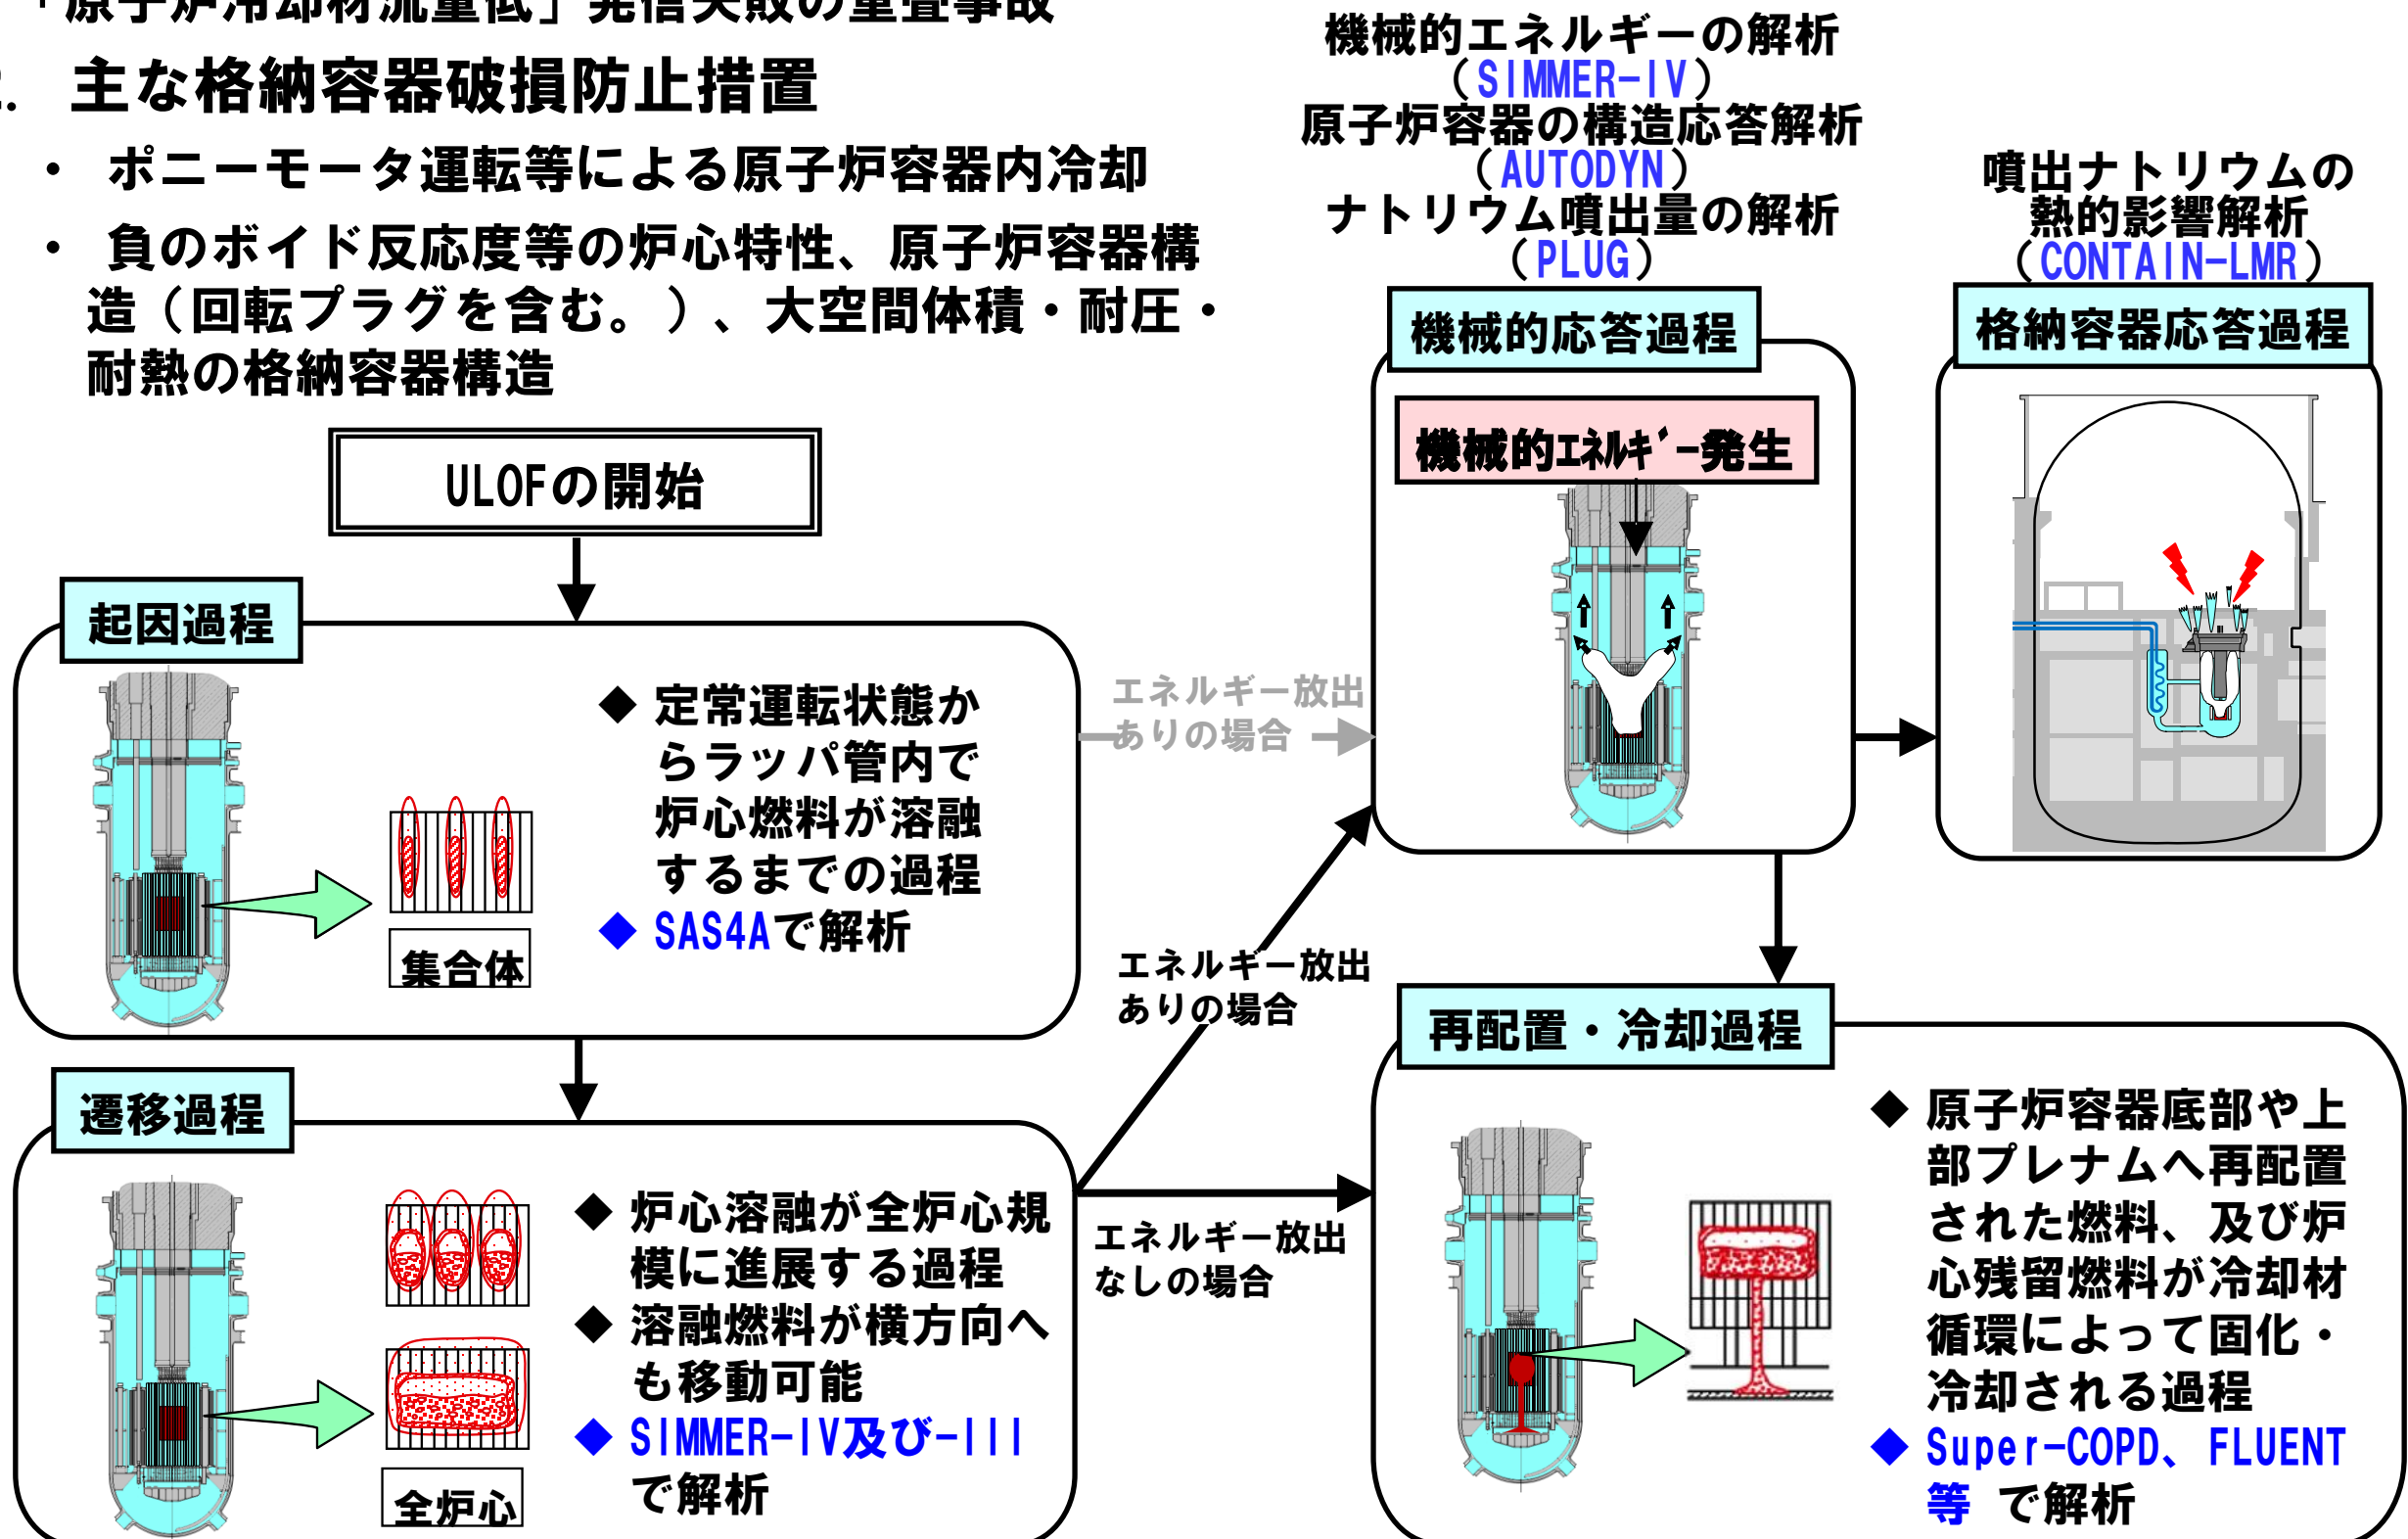 「原子炉冷却材流量低」発信失敗の重畳事故
2. 主な格納容器破損防止措置
・ ポニーモータ運転等による原子炉容器内冷却
・ 負のボイド反応度等の炉心特性、原子炉容器構
造（回転プラグを含む。）、大空間体積・耐圧・
耐熱の格納容器構造
機械的エネルギーの解析
（SIMMER-IV）
原子炉容器の構造応答解析
（AUTODYN）
ナトリウム噴出量の解析
（PLUG）
噴出ナトリウムの
熱的影響解析
（CONTAIN-LMR）
ULOFの開始
起因過程
◆ 定常運転状態か
らラッパ管内で
炉心燃料が溶融
するまでの過程
◆ SAS4Aで解析
集合体
エネルギー放出
ありの場合
機械的応答過程
機械的ｴﾈﾙｷﾞｰ発生
格納容器応答過程
遷移過程
◆ 炉心溶融が全炉心規
模に進展する過程
◆ 溶融燃料が横方向へ
も移動可能
◆ SIMMER-IV及び-III
で解析
全炉心
エネルギー放出
ありの場合
エネルギー放出
なしの場合
再配置・冷却過程
◆ 原子炉容器底部や上
部プレナムへ再配置
された燃料、及び炉
心残留燃料が冷却材
循環によって固化・
冷却される過程
◆ Super-COPD、FLUENT
等 で解析